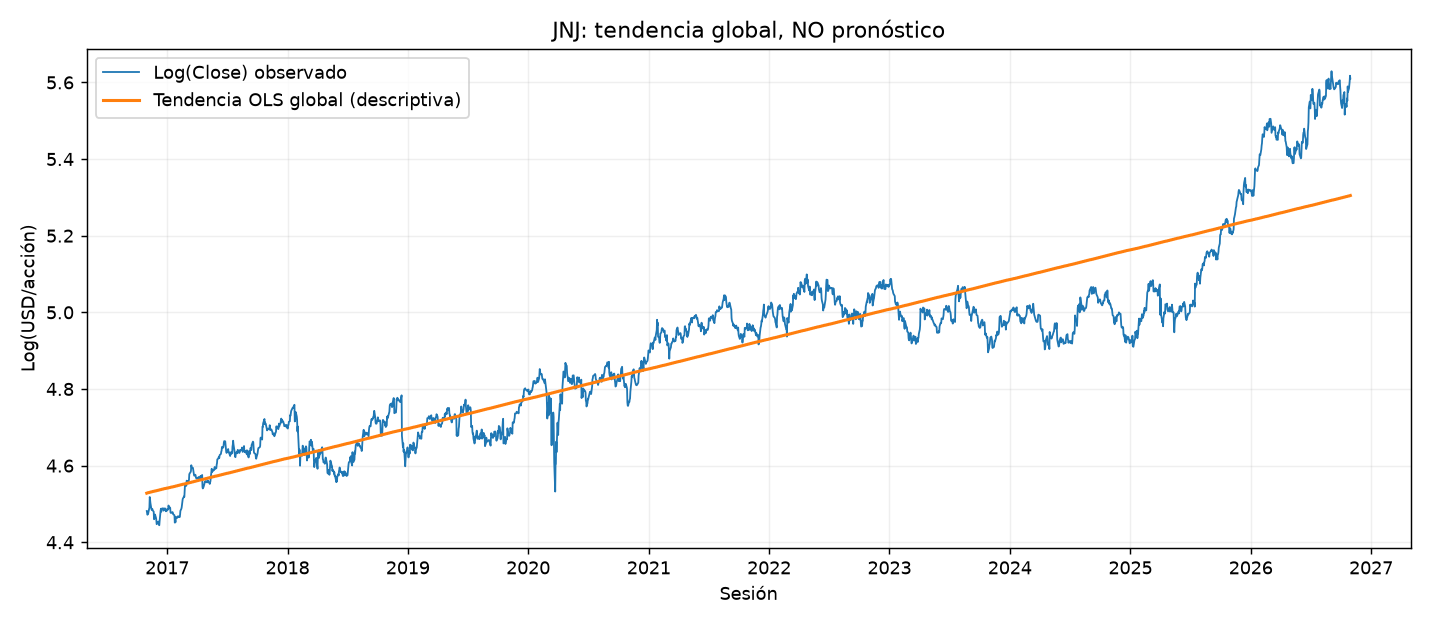 JNJ: tendencia global, NO pronóstico
Log(Close) observado
Tendencia OLS global (descriptiva)
Log(USD/acción)
5.6
5.4
5.2
5.0
4.8
4.6
4.4
2017 2018 2019 2020 2021 2022 2023 2024 2025 2026 2027
Sesión